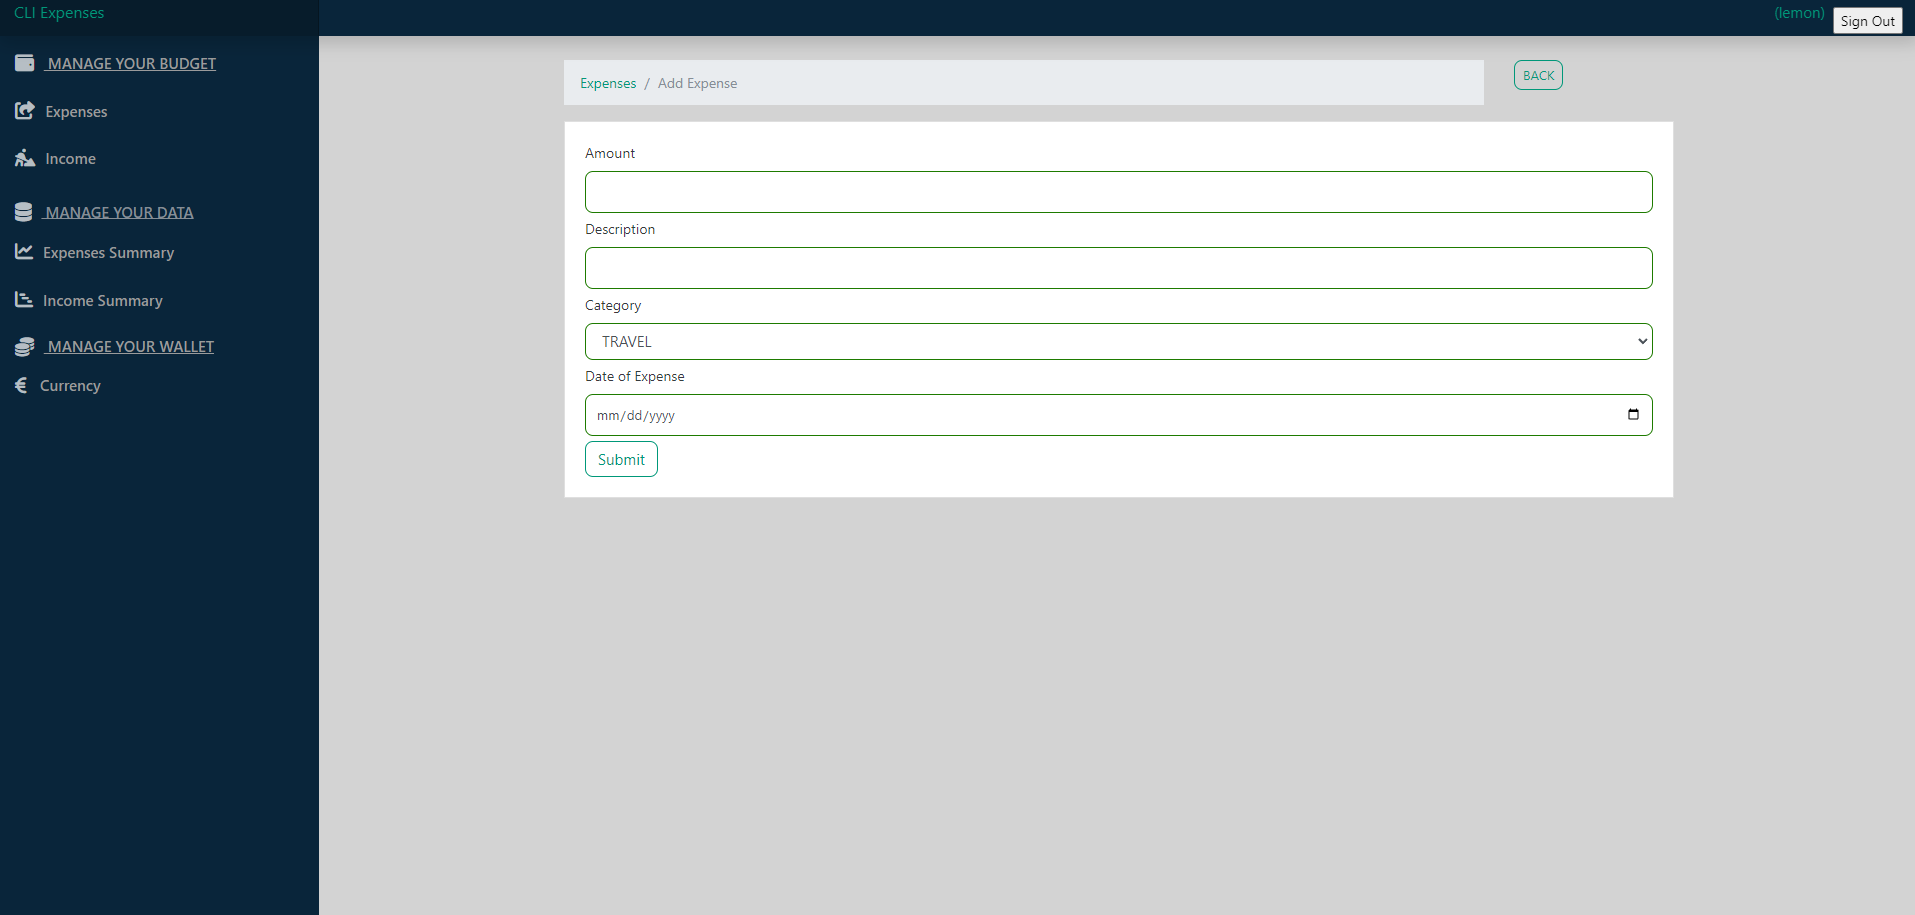 CLI Expenses
(lemon) Sign Out
MANAGE YOUR BUDGET
Expenses
Income
MANAGE YOUR DATA
Expenses Summary
Income Summary
MANAGE YOUR WALLET
Currency
Expenses / Add Expense
BACK
Amount
Description
Category
TRAVEL
Date of Expense
mm/dd/yyyy
Submit